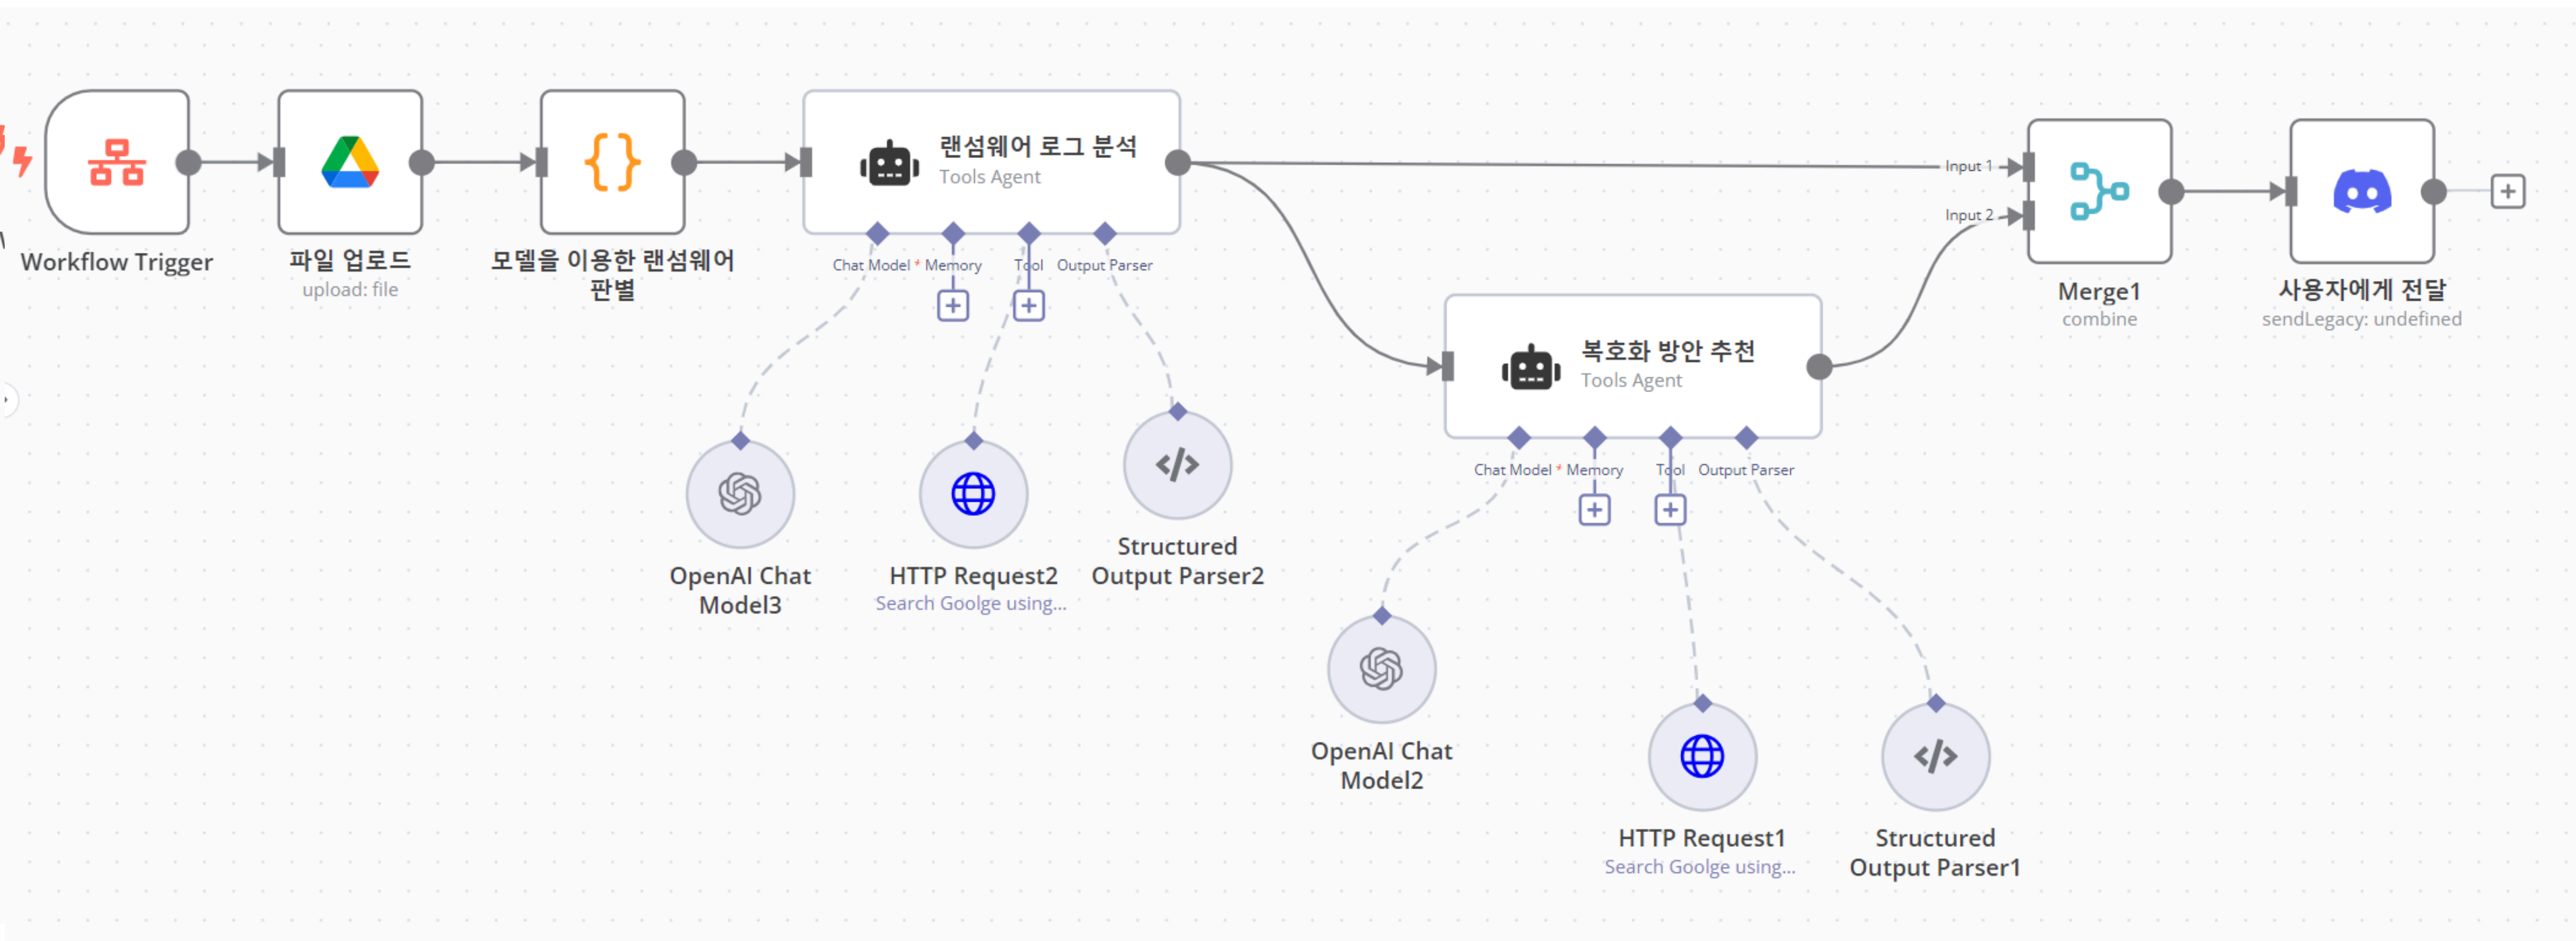 Workflow Trigger
파일 업로드
upload: file
모델을 이용한 랜섬웨어
판별
랜섬웨어 로그 분석
Tools Agent
Chat Model *
Memory
Tool
Output Parser
OpenAI Chat
Model3
HTTP Request2
Search Goolge using...
Structured
Output Parser2
복호화 방안 추천
Tools Agent
Chat Model *
Memory
Tool
Output Parser
OpenAI Chat
Model2
HTTP Request1
Search Goolge using...
Structured
Output Parser1
Input 1
Input 2
Merge1
combine
사용자에게 전달
sendLegacy: undefined